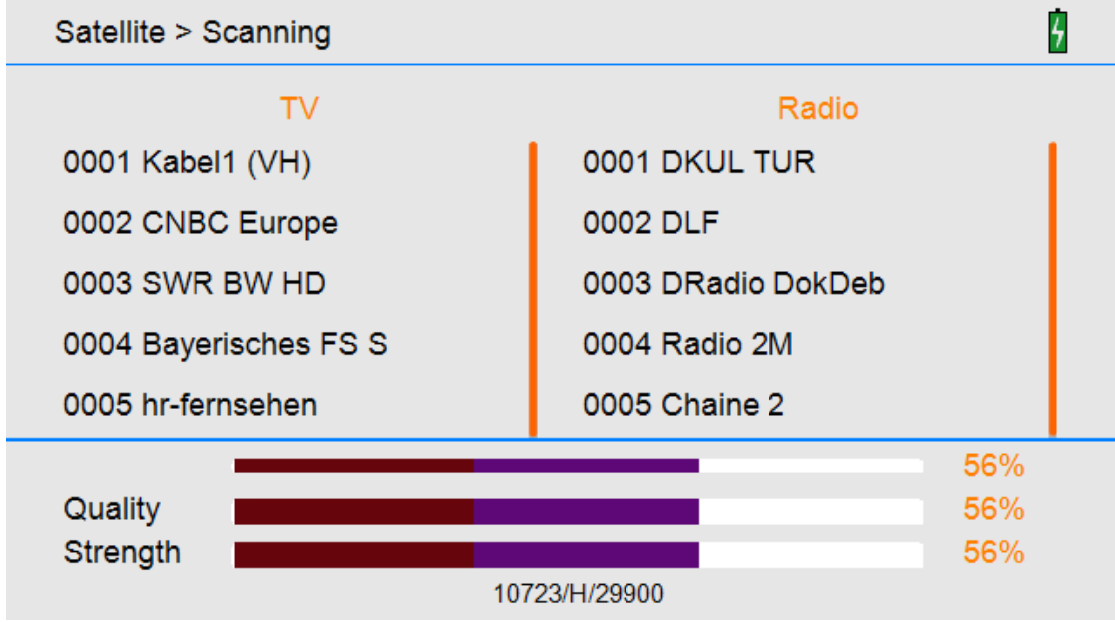 Satellite > Scanning
TV
0001 Kabel1 (VH)
0002 CNBC Europe
0003 SWR BW HD
0004 Bayerisches FS S
0005 hr-fernsehen
Radio
0001 DKUL TUR
0002 DLF
0003 DRadio DokDeb
0004 Radio 2M
0005 Chaine 2
56%
Quality 56%
Strength 56%
10723/H/29900